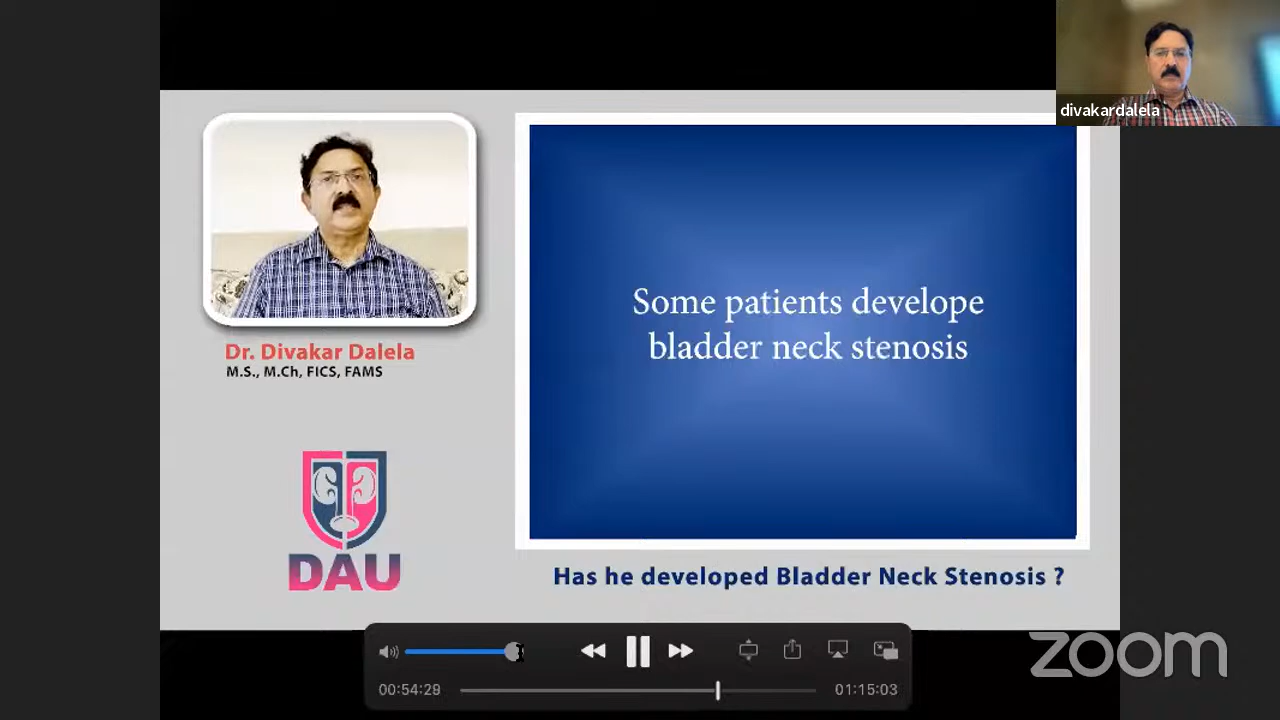 divakardalela
Some patients develope
bladder neck stenosis
Dr. Divakar Dalela
M.S., M.Ch, FICS, FAMS
DAU
Has he developed Bladder Neck Stenosis ?
zoom
00:54:29
01:15:03